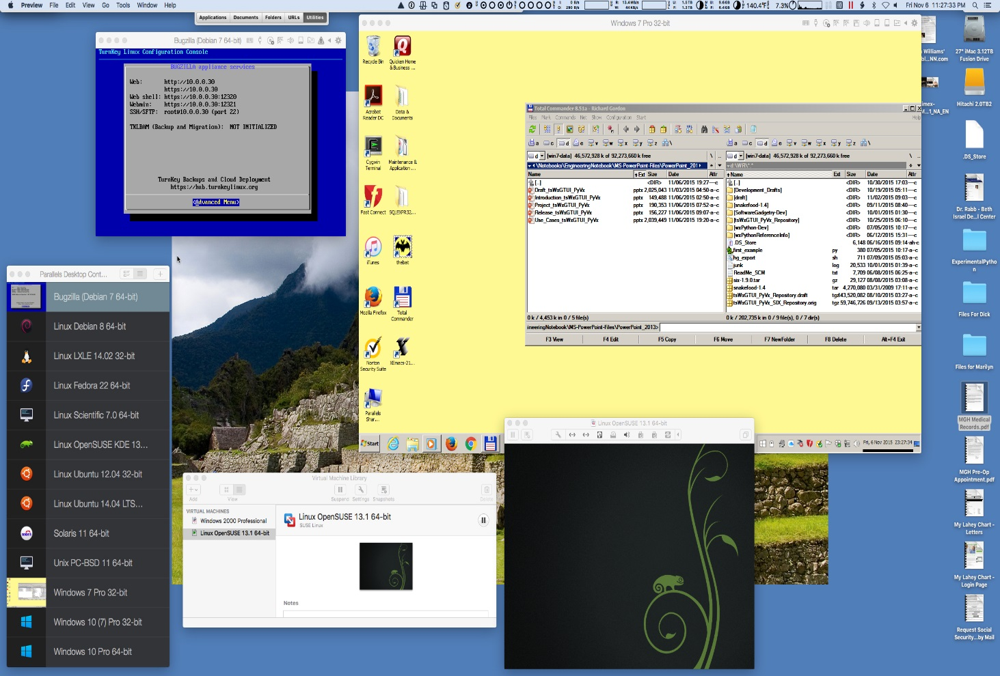 Preview File Edit View Go Tools Window Help
140.4°F 7.3% Fri Nov 6 11:27:33 PM
Applications Documents Folders URLs Utilities
Bugzilla (Debian 7 64-bit)
TurnKey Linux Configuration Console
BUGZILLA appliance services
Web: http://10.0.0.30
https://10.0.0.30
Web shell: https://10.0.0.30:12320
Webmin: https://10.0.0.30:12321
SSH/SFTP: root@10.0.0.30 (port 22)
TKLBAM (Backup and Migration): NOT INITIALIZED
TurnKey Backups and Cloud Deployment
https://hub.turnkeylinux.org
<Advanced Menu>
Parallels Desktop Cont...
Bugzilla (Debian 7 64-bit)
Linux Debian 8 64-bit
Linux LXLE 14.02 32-bit
Linux Fedora 22 64-bit
Linux Scientific 7.0 64-bit
Linux OpenSUSE KDE 13...
Linux Ubuntu 12.04 32-bit
Linux Ubuntu 14.04 LTS...
Solaris 11 64-bit
Unix PC-BSD 11 64-bit
Windows 7 Pro 32-bit
Windows 10 (7) Pro 32-bit
Windows 10 Pro 64-bit
Windows 7 Pro 32-bit
Recycle Bin
Quicken Home & Business ...
Acrobat Reader DC
Data & Documents
Cygwin Terminal
Maintenance & Application ...
Fast Connect
SQLEXPR32...
iTunes
thebat
Mozilla Firefox
Total Commander
Norton Security Suite
XEmacs-21...
Parallels Shar...
Total Commander 8.51a - Richard Gordon
Files Mark Commands Net Show Configuration Start Help
a c d e v w x y z \
a c d e v w x y z \
d [win7-data] 46,572,928 k of 92,273,660 k free \ ..
d [win7-data] 46,572,928 k of 92,273,660 k free \ ..
\Notebooks\EngineeringNotebook\MS-PowerPoint-Files\PowerPoint_201
d:\WR\*.*
Name Ext Size Date Attr
[..] <DIR> 11/06/2015 19:27 —c
Draft_tsWxGTUI_PyVx pptx 2,025,043 11/03/2015 04:50 -a-c
Introduction_tsWxGTUI_PyVx pptx 149,488 11/06/2015 02:50 -a-c
Project_tsWxGTUI_PyVx pptx 190,353 11/06/2015 07:52 -a-c
Release_tsWxGTUI_PyVx pptx 156,227 11/06/2015 09:07 -a-c
Use_Cases_tsWxGTUI_PyVx pptx 2,039,449 11/06/2015 19:20 -a-c
Name Ext Size Date Attr
[..] <DIR> 10/30/2015 17:03 —c
[Development_Drafts] <DIR> 10/19/2015 05:11 —c
[draft] <DIR> 11/02/2015 09:03 —c
[snakefood-1.4] <DIR> 09/11/2015 08:40 —c
[SoftwareGadgetry-Dev] <DIR> 10/01/2015 01:30 —c
[tsWxGTUI_PyVx_Repository] <DIR> 10/25/2015 06:10 —c
[wxPython-Dev] <DIR> 07/05/2015 10:17 —c
[wxPythonReferenceInfo] <DIR> 06/12/2015 15:31 —c
.DS_Store 6,148 06/16/2015 09:14 -ah-c
first_example py 380 07/05/2015 10:17 -a-c
hg_export sh 711 07/09/2015 05:03 -a-c
junk log 20,533 10/01/2015 01:39 -a-c
ReadMe_SCM txt 7,709 06/08/2015 06:25 -a-c
six-1.9.0.tar gz 29,127 08/08/2015 03:08 -a-c
snakefood-1.4 tar 4,270,080 03/31/2009 17:11 -a-c
tsWxGTUI_PyVx_Repository.draft tgz 143,520,082 08/10/2015 03:27 -a-c
tsWxGTUI_PyVx_SIX_Repository.orig tgz 59,746,726 09/13/2015 03:57 -a-c
0 k / 4,453 k in 0 / 5 file(s)
0 k / 202,735 k in 0 / 9 file(s), 0 / 7 dir(s)
ineeringNotebook\MS-PowerPoint-Files\PowerPoint_2013>
F3 View F4 Edit F5 Copy F6 Move F7 NewFolder F8 Delete Alt+F4 Exit
Start
Fri, 6 Nov 2015 23:27:34
Linux OpenSUSE 13.1 64-bit
Virtual Machine Library
Add View Suspend Settings Snapshots Delete
VIRTUAL MACHINES
Windows 2000 Professional
Linux OpenSUSE 13.1 64-bit
Linux OpenSUSE 13.1 64-bit
SUSE Linux
Notes
Williams'
bl...NN.com
M..._1_NA_EN
27" iMac 3.12TB
Fusion Drive
Hitachi 2.0TB2
.DS_Store
Dr. Rabb - Beth
Israel De...l Center
ExperimentalPytho
n
Files For Dick
Files for Marilyn
MGH Medical
Records.pdf
MGH Pre-Op
Appointment.pdf
My Lahey Chart -
Letters
My Lahey Chart -
Login Page
Request Social
Security...by Mail